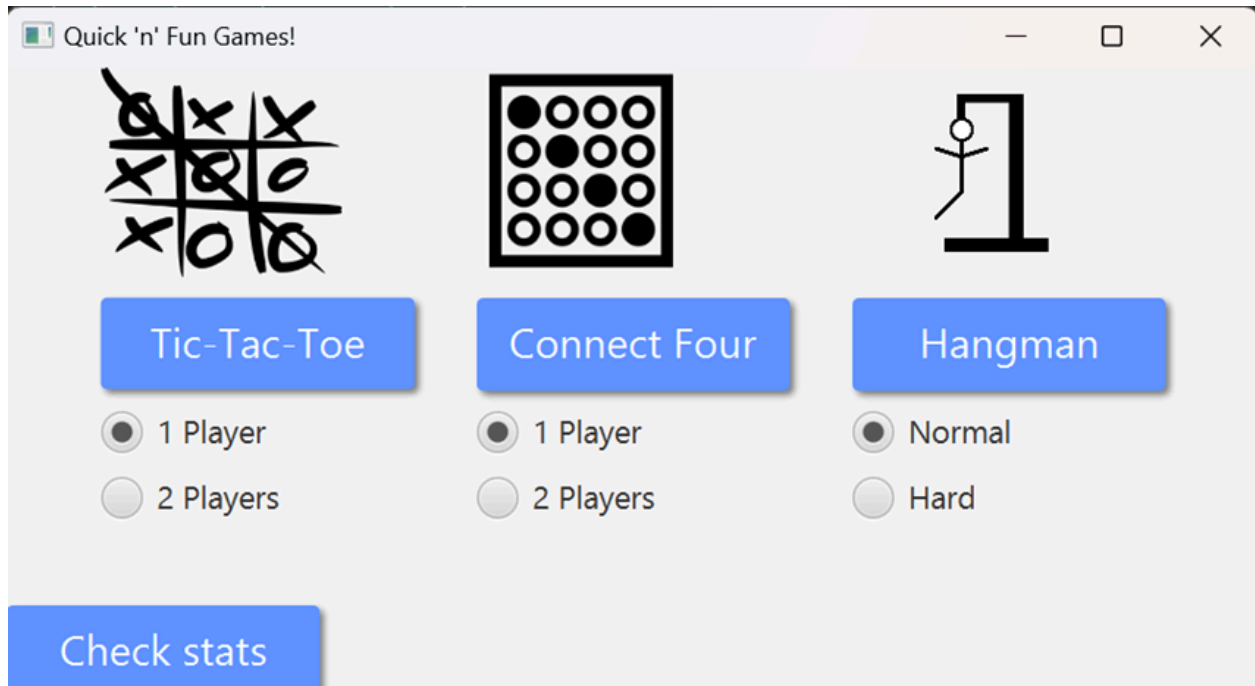 Quick 'n' Fun Games!
Tic-Tac-Toe
Connect Four
Hangman
1 Player
1 Player
Normal
2 Players
2 Players
Hard
Check stats